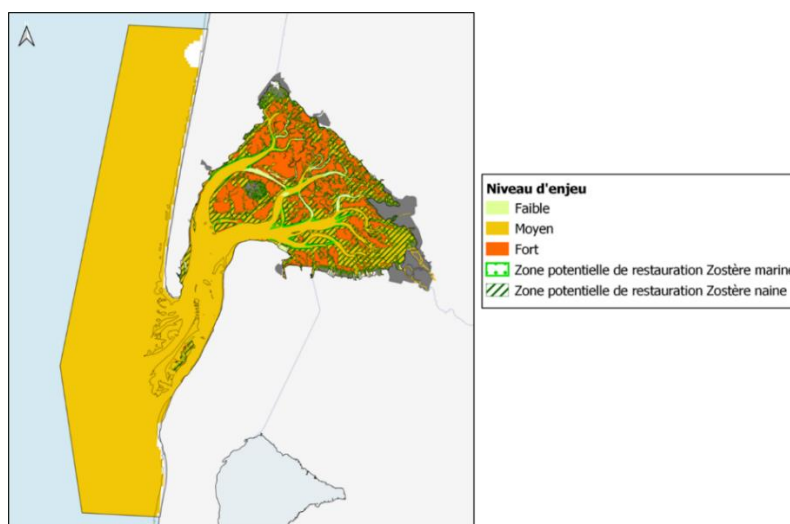 Niveau d'enjeu
Faible
Moyen
Fort
Zone potentielle de restauration Zostère marine
Zone potentielle de restauration Zostère naine